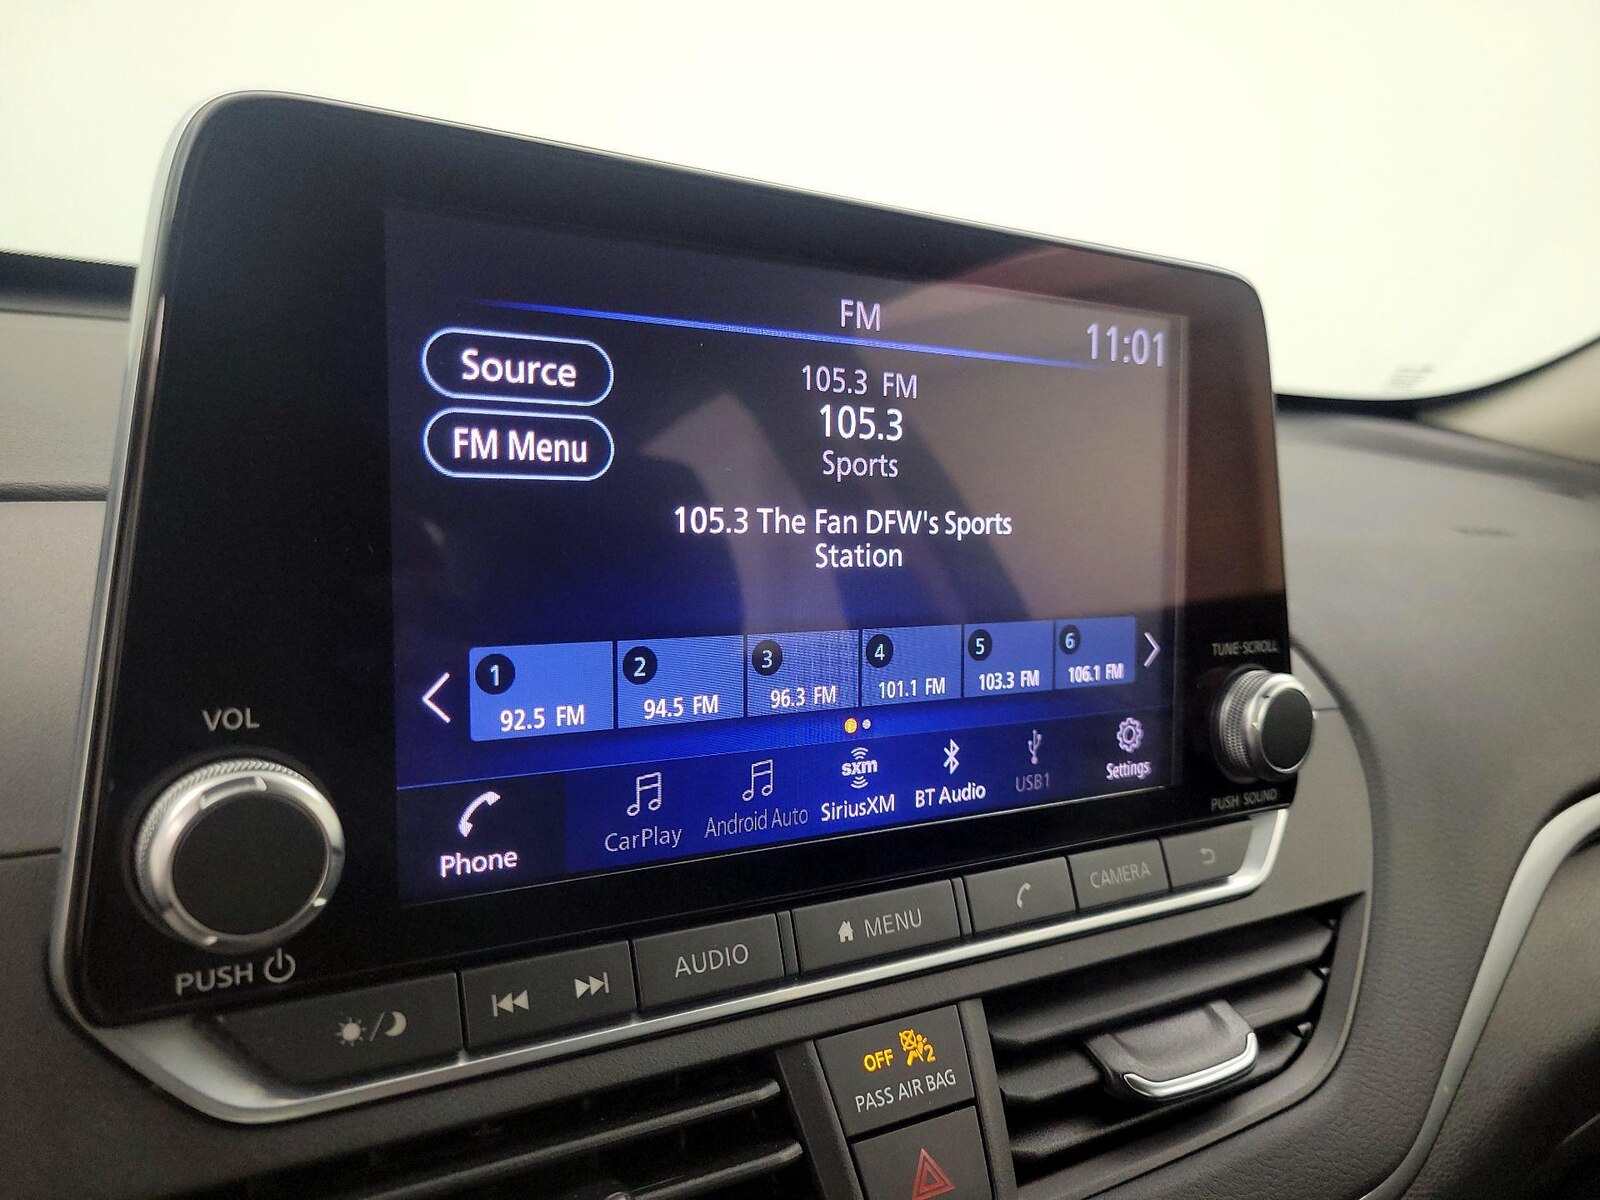 FM
11:01
Source
FM Menu
105.3 FM
105.3
Sports
105.3 The Fan DFW's Sports
Station
1
92.5 FM
2
94.5 FM
3
96.3 FM
4
101.1 FM
5
103.3 FM
6
106.1 FM
Phone
CarPlay
Android Auto
sxm
SiriusXM
BT Audio
USB1
Settings
VOL
PUSH
TUNE·SCROLL
PUSH SOUND
AUDIO
MENU
CAMERA
OFF 2
PASS AIR BAG